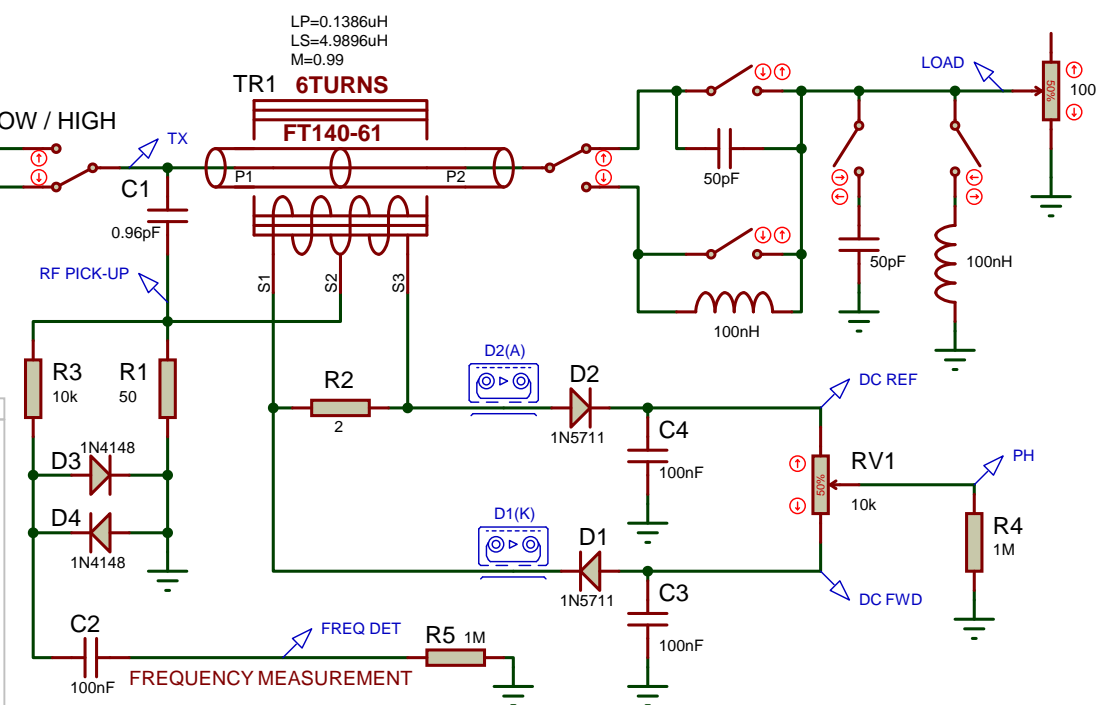 LP=0.1386uH
LS=4.9896uH
M=0.99
TR1 6TURNS
FT140-61
OW / HIGH
TX
P1
P2
C1
0.96pF
S1
S2
S3
RF PICK-UP
50pF
100nH
LOAD
50%
100
50pF
100nH
R3
10k
R1
50
R2
2
D2(A)
D2
1N5711
DC REF
C4
100nF
50%
RV1
10k
PH
R4
1M
D3
1N4148
D4
1N4148
D1(K)
D1
1N5711
C3
100nF
DC FWD
C2
100nF
FREQ DET
R5 1M
FREQUENCY MEASUREMENT